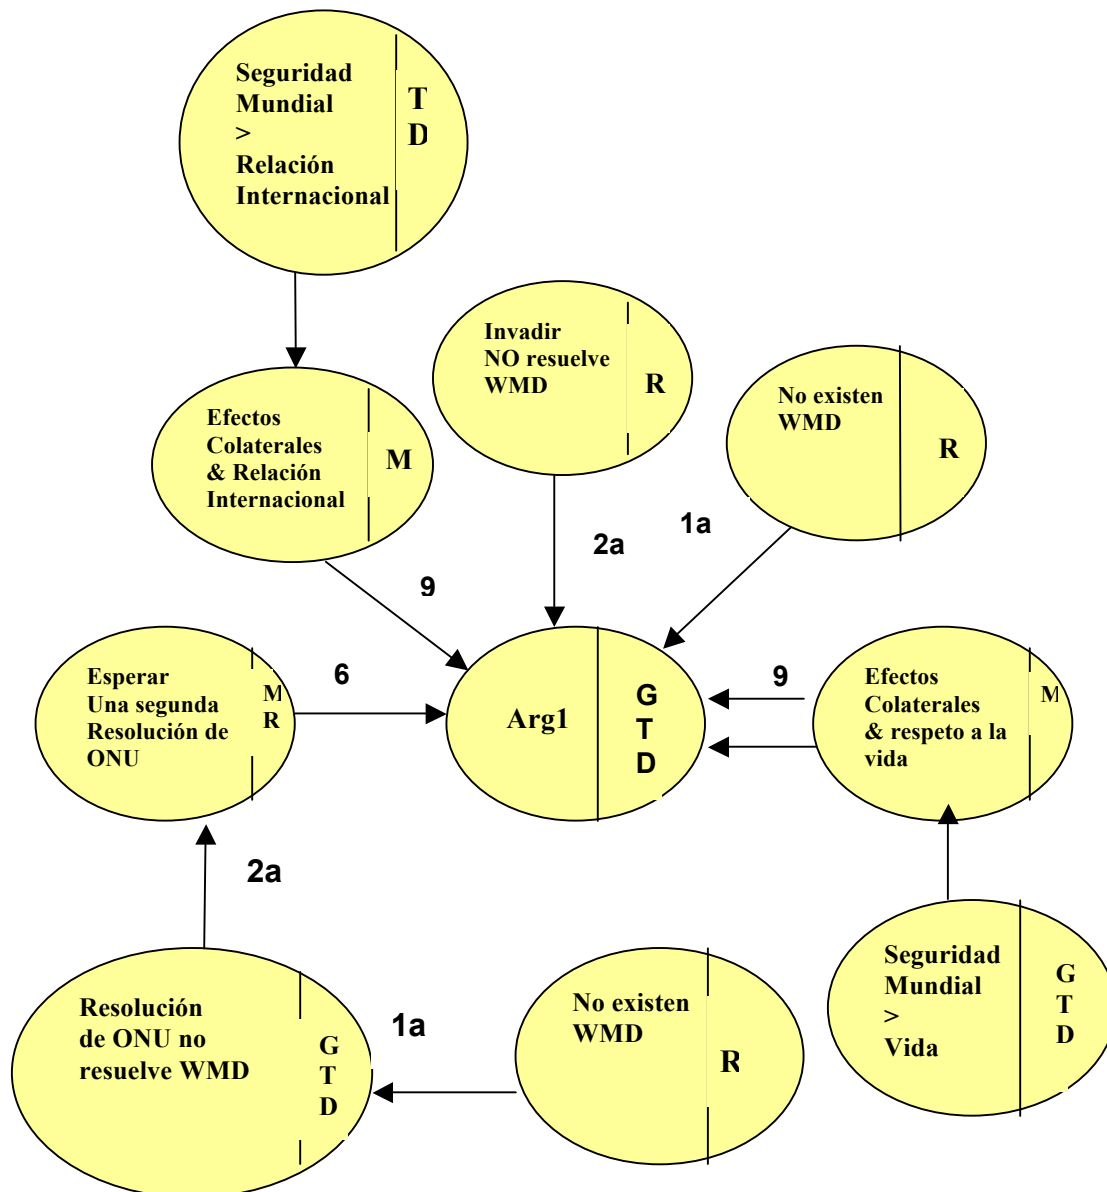 Seguridad
Mundial
>
Relación
Internacional
T
D
Invadir
NO resuelve
WMD
R
No existen
WMD
R
Efectos
Colaterales
& Relación
Internacional
M
2a
1a
9
Esperar
Una segunda
Resolución de
ONU
M
R
6
Arg1
G
T
D
9
Efectos
Colaterales
& respeto a la
vida
M
2a
Resolución
de ONU no
resuelve WMD
G
T
D
1a
No existen
WMD
R
Seguridad
Mundial
>
Vida
G
T
D